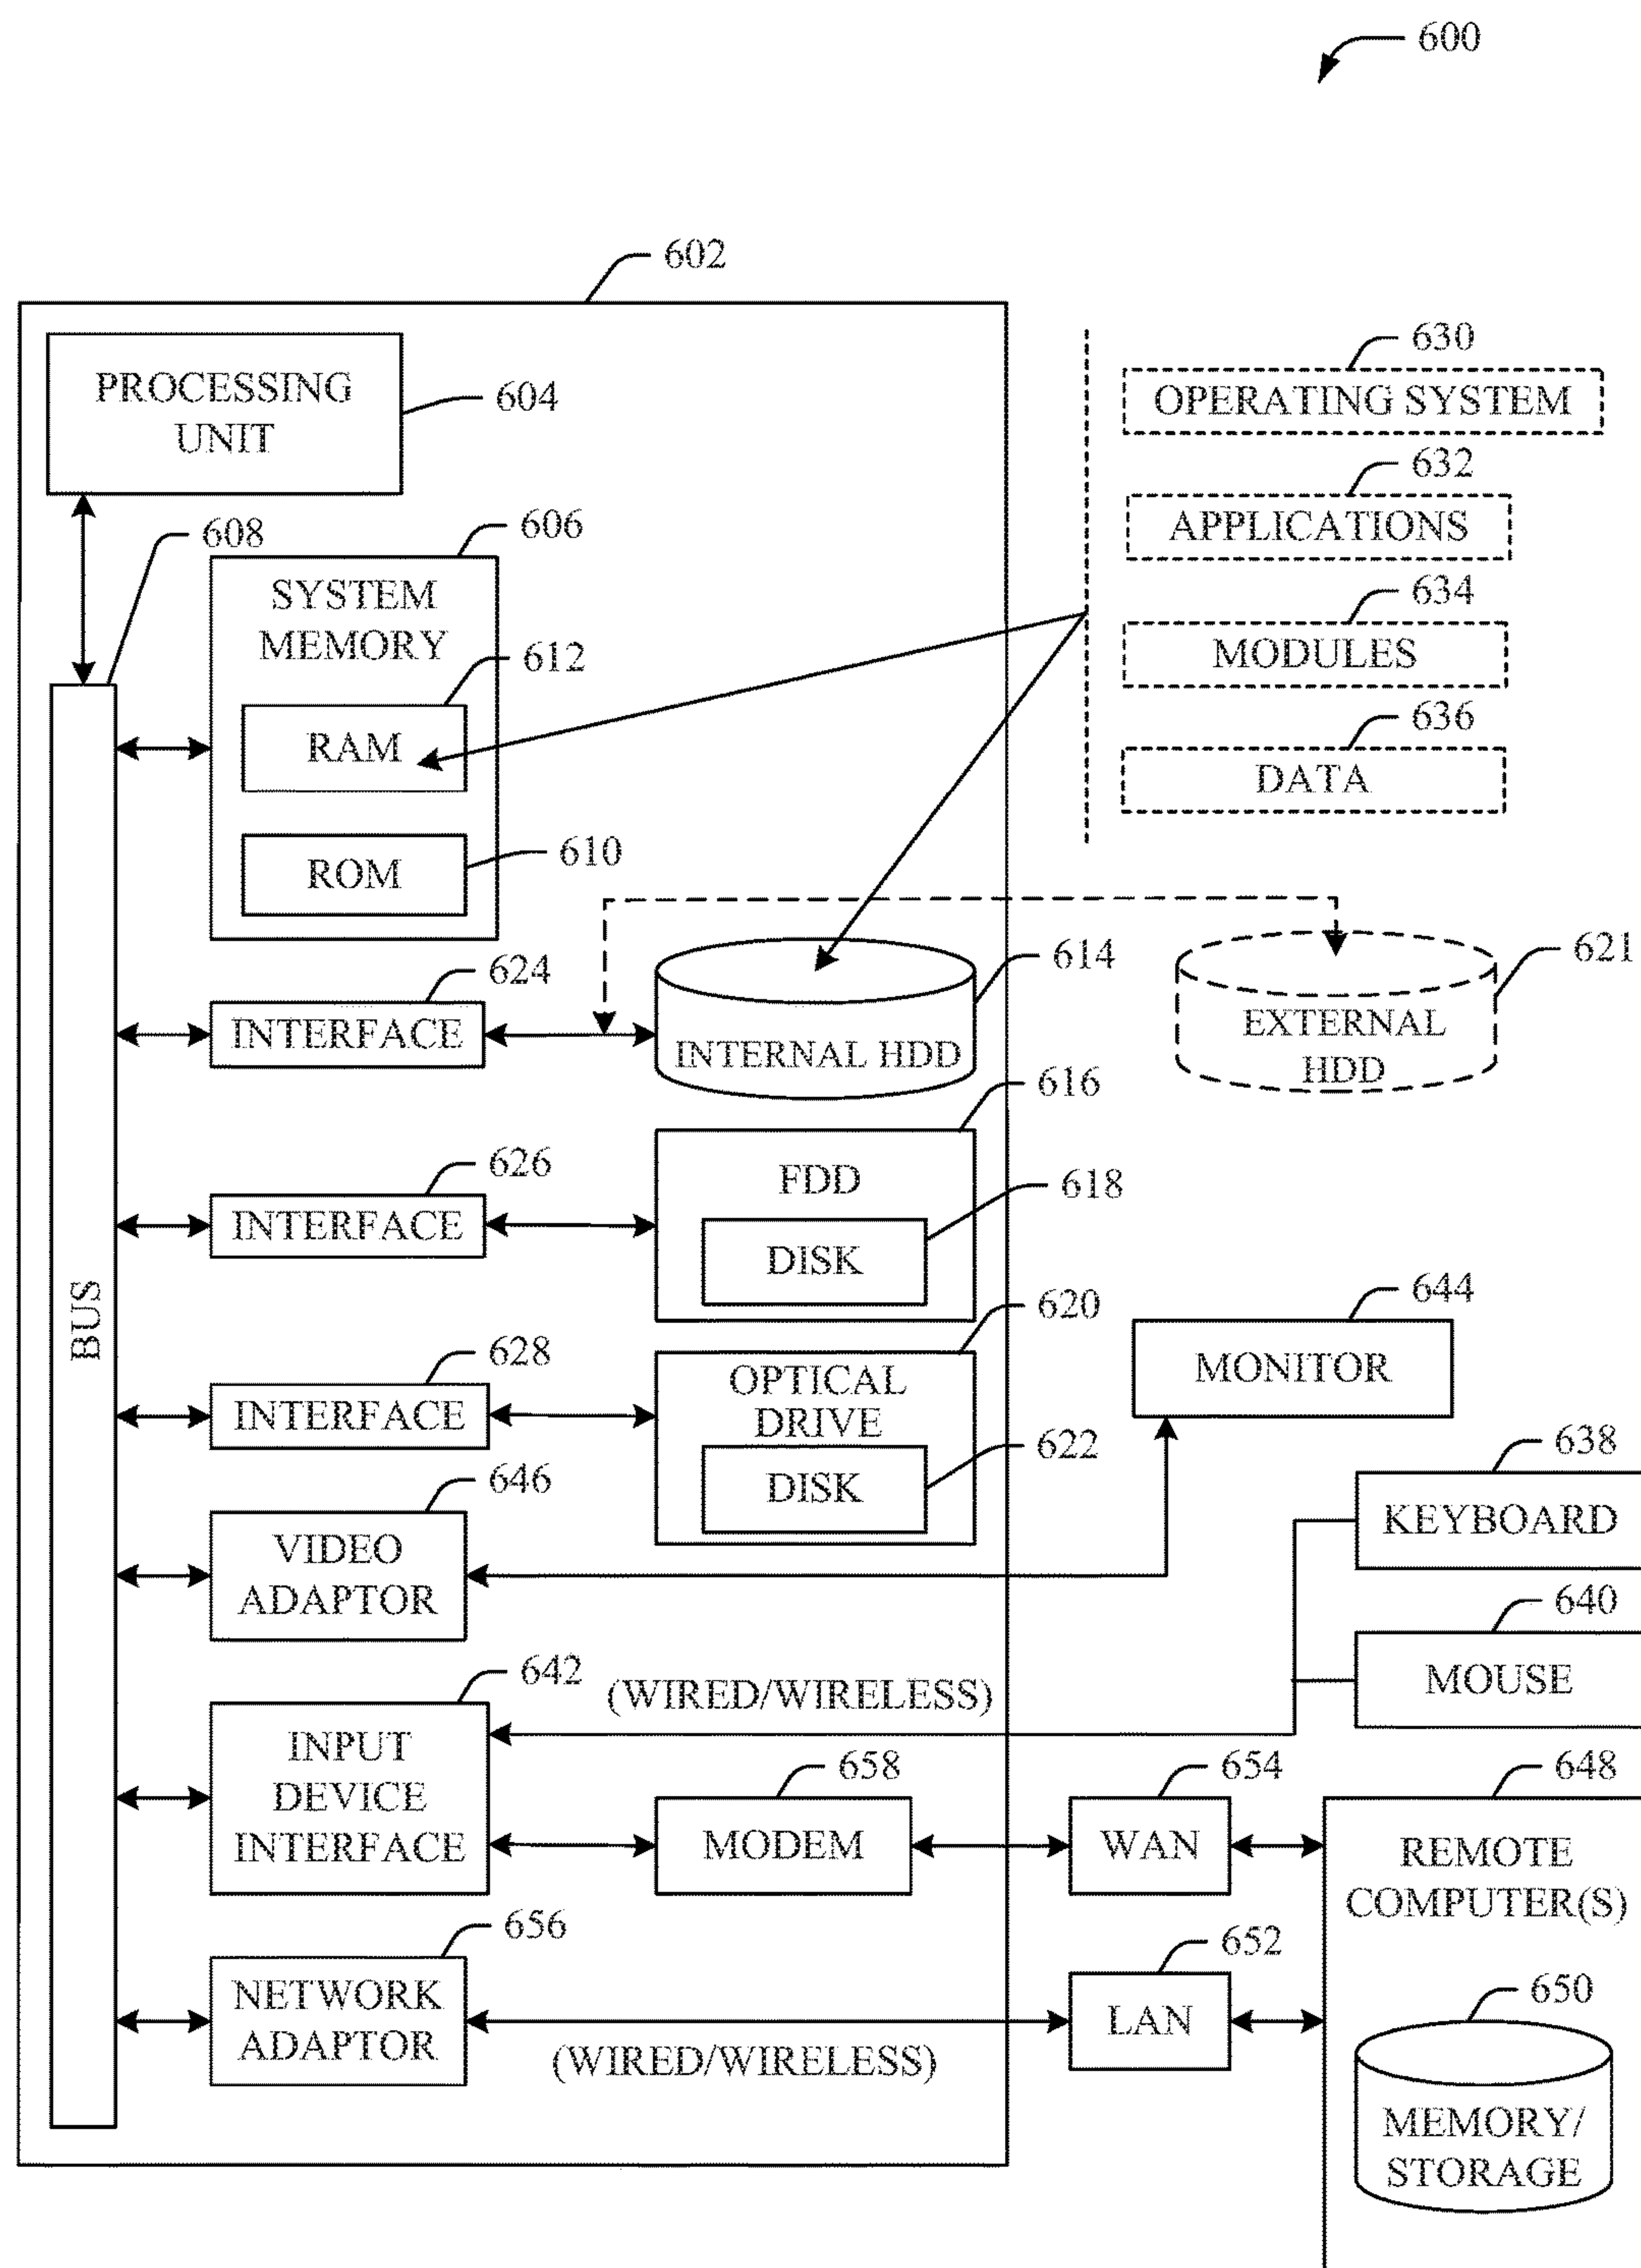 600
602
PROCESSING
UNIT
604
630
OPERATING SYSTEM
632
APPLICATIONS
634
MODULES
636
DATA
608
606
SYSTEM
MEMORY
612
RAM
610
ROM
BUS
624
INTERFACE
614
INTERNAL HDD
621
EXTERNAL
HDD
626
INTERFACE
616
FDD
618
DISK
628
INTERFACE
620
OPTICAL
DRIVE
622
DISK
644
MONITOR
646
VIDEO
ADAPTOR
638
KEYBOARD
640
MOUSE
642
INPUT
DEVICE
INTERFACE
(WIRED/WIRELESS)
658
MODEM
654
WAN
648
REMOTE
COMPUTER(S)
656
NETWORK
ADAPTOR
(WIRED/WIRELESS)
652
LAN
650
MEMORY/
STORAGE